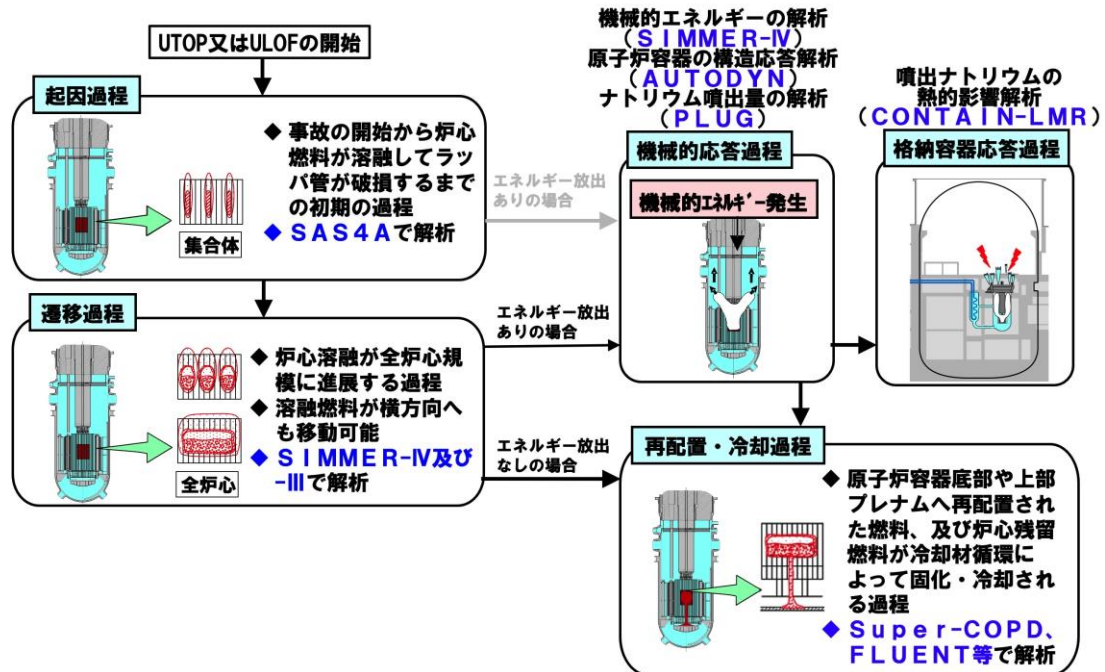 UTOP又はULOFの開始
起因過程
◆ 事故の開始から炉心
燃料が溶融してラッ
パ管が破損するまで
の初期の過程
◆ SAS4Aで解析
集合体
エネルギー放出
ありの場合
遷移過程
◆ 炉心溶融が全炉心規
模に進展する過程
◆ 溶融燃料が横方向へ
も移動可能
◆ SIMMER-Ⅳ及び
-Ⅲで解析
全炉心
エネルギー放出
ありの場合
エネルギー放出
なしの場合
機械的エネルギーの解析
(SIMMER-Ⅳ)
原子炉容器の構造応答解析
(AUTODYN)
ナトリウム噴出量の解析
(PLUG)
機械的応答過程
機械的エネルギー発生
噴出ナトリウムの
熱的影響解析
(CONTAIN-LMR)
格納容器応答過程
再配置・冷却過程
◆ 原子炉容器底部や上部
プレナムへ再配置され
た燃料、及び炉心残留
燃料が冷却材循環に
よって固化・冷却され
る過程
◆ Super-COPD、
FLUENT等で解析